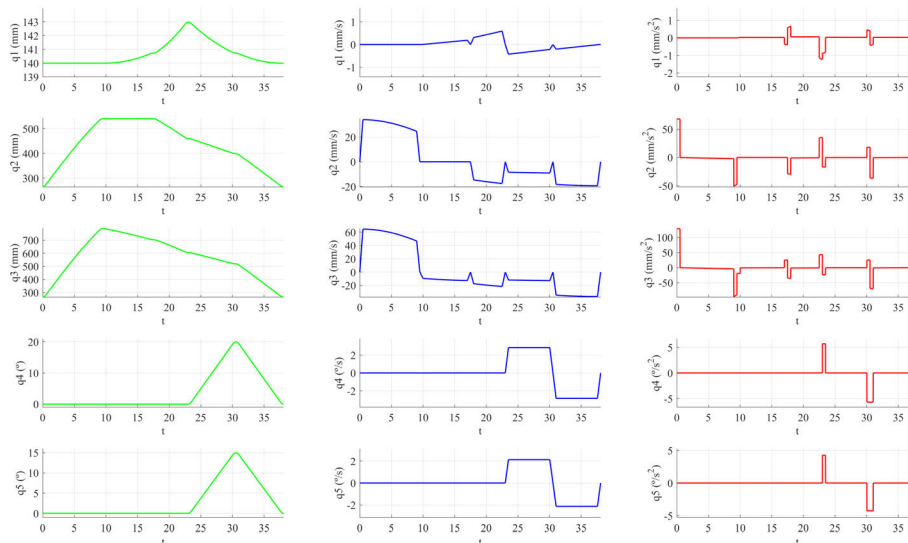 q1 (mm)
143
142
141
140
139
0 5 10 15 20 25 30 35
t
q1 (mm/s)
1
0
-1
0 5 10 15 20 25 30 35
t
q1 (mm/s²)
1
0
-1
-2
0 5 10 15 20 25 30 35
t
q2 (mm)
500
400
300
0 5 10 15 20 25 30 35
t
q2 (mm/s)
20
0
-20
0 5 10 15 20 25 30 35
t
q2 (mm/s²)
50
0
-50
0 5 10 15 20 25 30 35
t
q3 (mm)
700
600
500
400
300
0 5 10 15 20 25 30 35
t
q3 (mm/s)
60
40
20
0
-20
0 5 10 15 20 25 30 35
t
q3 (mm/s²)
100
50
0
-50
0 5 10 15 20 25 30 35
t
q4 (º)
20
10
0
0 5 10 15 20 25 30 35
t
q4 (º/s)
2
0
-2
0 5 10 15 20 25 30 35
t
q4 (º/s²)
5
0
-5
0 5 10 15 20 25 30 35
t
q5 (º)
15
10
5
0
0 5 10 15 20 25 30 35
t
q5 (º/s)
2
0
-2
0 5 10 15 20 25 30 35
t
q5 (º/s²)
5
0
-5
0 5 10 15 20 25 30 35
t